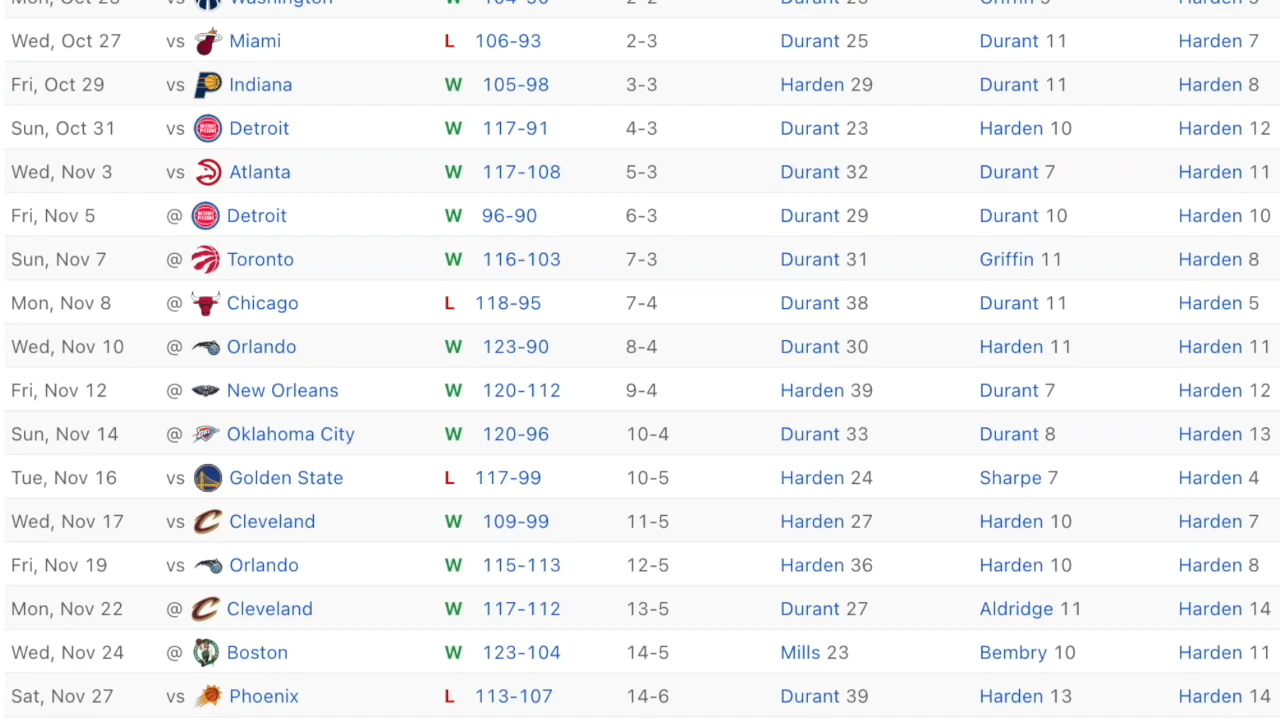 Wed, Oct 27 vs Miami L 106-93 2-3 Durant 25 Durant 11 Harden 7
Fri, Oct 29 vs Indiana W 105-98 3-3 Harden 29 Durant 11 Harden 8
Sun, Oct 31 vs Detroit W 117-91 4-3 Durant 23 Harden 10 Harden 12
Wed, Nov 3 vs Atlanta W 117-108 5-3 Durant 32 Durant 7 Harden 11
Fri, Nov 5 @ Detroit W 96-90 6-3 Durant 29 Durant 10 Harden 10
Sun, Nov 7 @ Toronto W 116-103 7-3 Durant 31 Griffin 11 Harden 8
Mon, Nov 8 @ Chicago L 118-95 7-4 Durant 38 Durant 11 Harden 5
Wed, Nov 10 @ Orlando W 123-90 8-4 Durant 30 Harden 11 Harden 11
Fri, Nov 12 @ New Orleans W 120-112 9-4 Harden 39 Durant 7 Harden 12
Sun, Nov 14 @ Oklahoma City W 120-96 10-4 Durant 33 Durant 8 Harden 13
Tue, Nov 16 vs Golden State L 117-99 10-5 Harden 24 Sharpe 7 Harden 4
Wed, Nov 17 vs Cleveland W 109-99 11-5 Harden 27 Harden 10 Harden 7
Fri, Nov 19 vs Orlando W 115-113 12-5 Harden 36 Harden 10 Harden 8
Mon, Nov 22 @ Cleveland W 117-112 13-5 Durant 27 Aldridge 11 Harden 14
Wed, Nov 24 @ Boston W 123-104 14-5 Mills 23 Bembry 10 Harden 11
Sat, Nov 27 vs Phoenix L 113-107 14-6 Durant 39 Harden 13 Harden 14